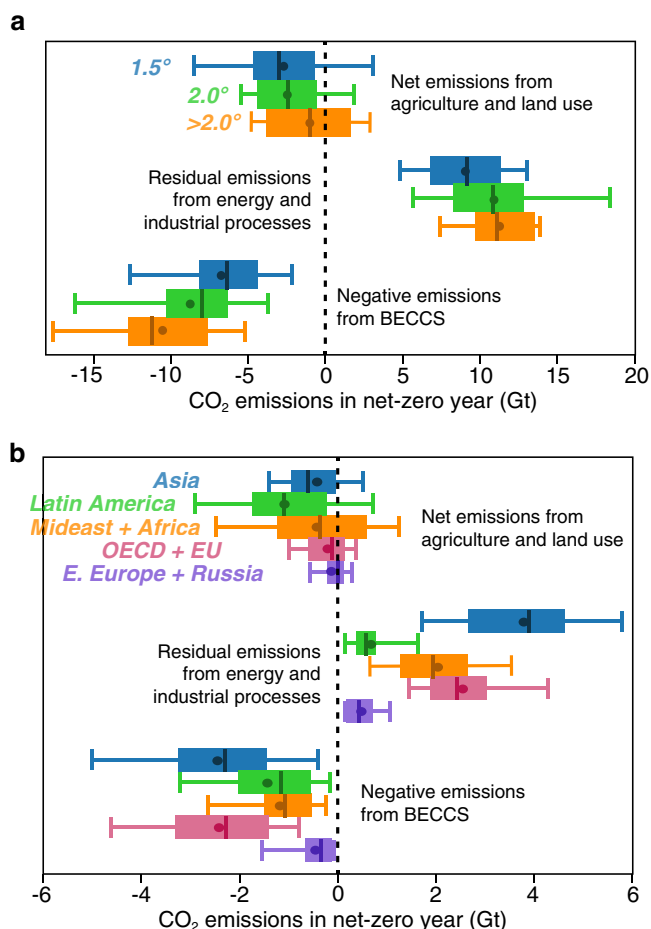 a
1.5°
2.0°
>2.0°
Net emissions from
agriculture and land use
Residual emissions
from energy and
industrial processes
Negative emissions
from BECCS
-15
-10
-5
0
5
10
15
20
CO₂ emissions in net-zero year (Gt)
b
Asia
Latin America
Mideast + Africa
OECD + EU
E. Europe + Russia
Net emissions from
agriculture and land use
Residual emissions
from energy and
industrial processes
Negative emissions
from BECCS
-6
-4
-2
0
2
4
6
CO₂ emissions in net-zero year (Gt)